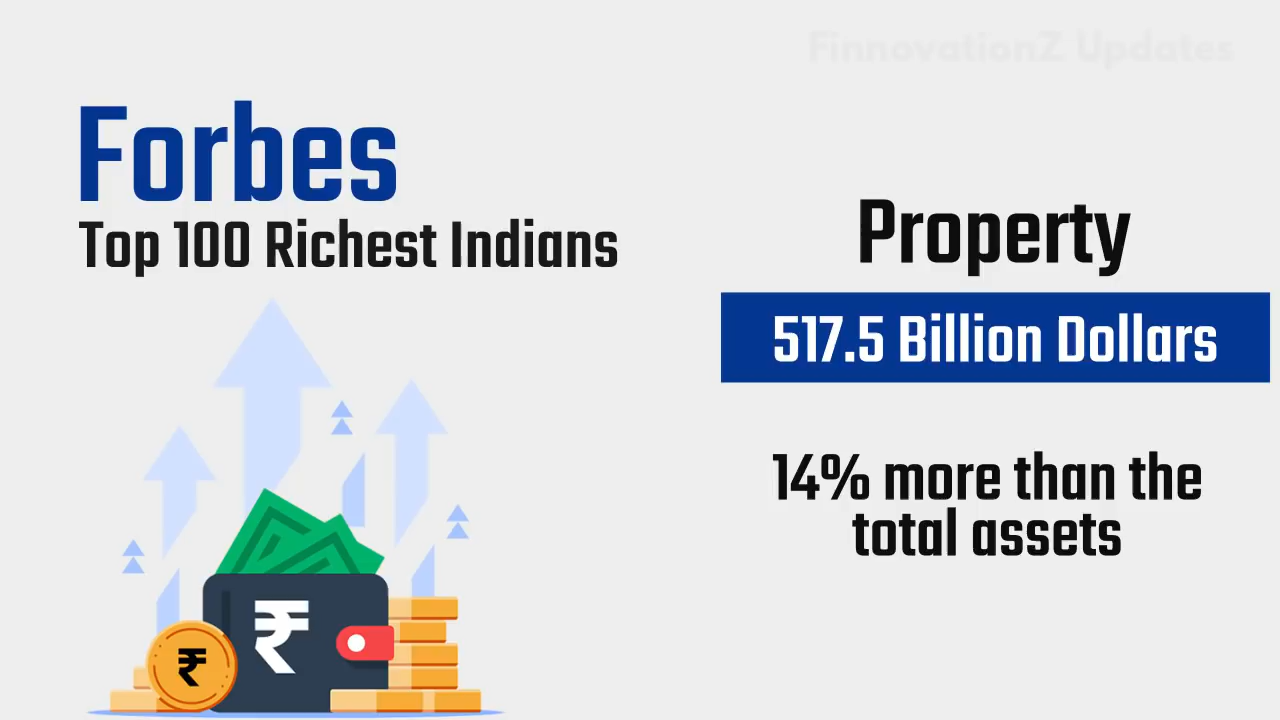 FinnovationZ Updates
Forbes
Top 100 Richest Indians
Property
517.5 Billion Dollars
14% more than the
total assets
₹
₹